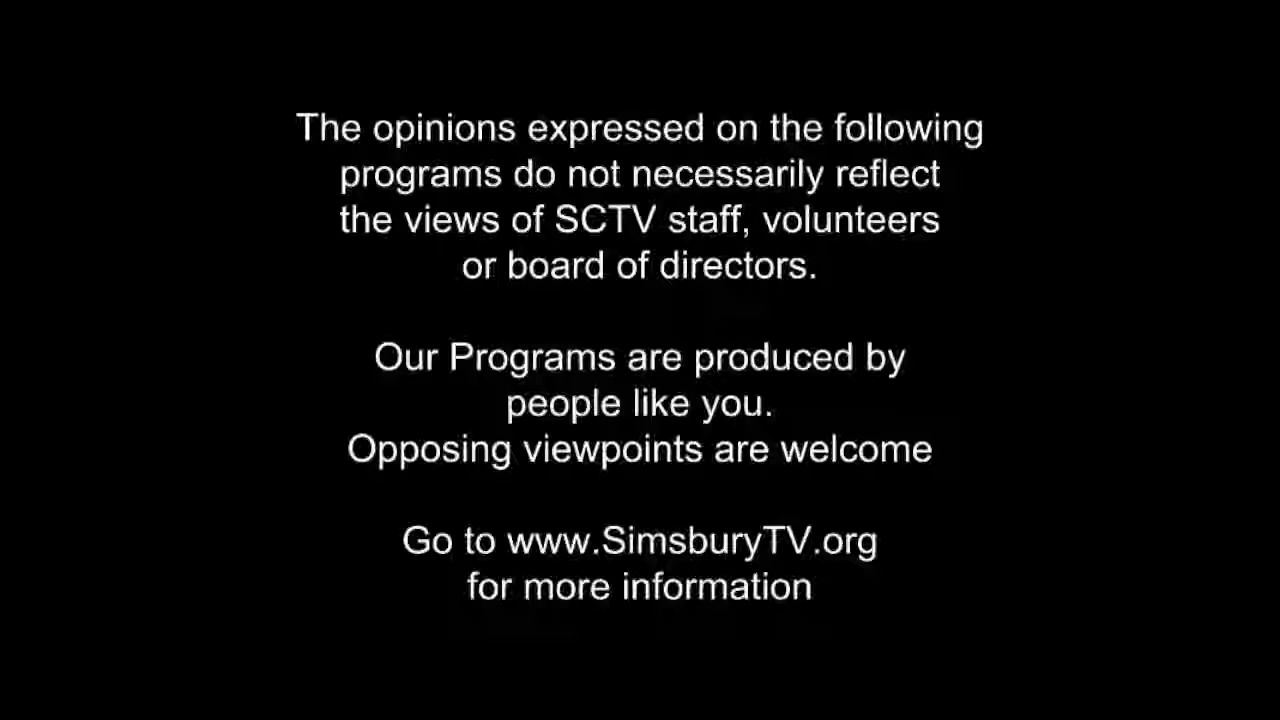 The opinions expressed on the following
programs do not necessarily reflect
the views of SCTV staff, volunteers
or board of directors.
Our Programs are produced by
people like you.
Opposing viewpoints are welcome
Go to www.SimsburyTV.org
for more information